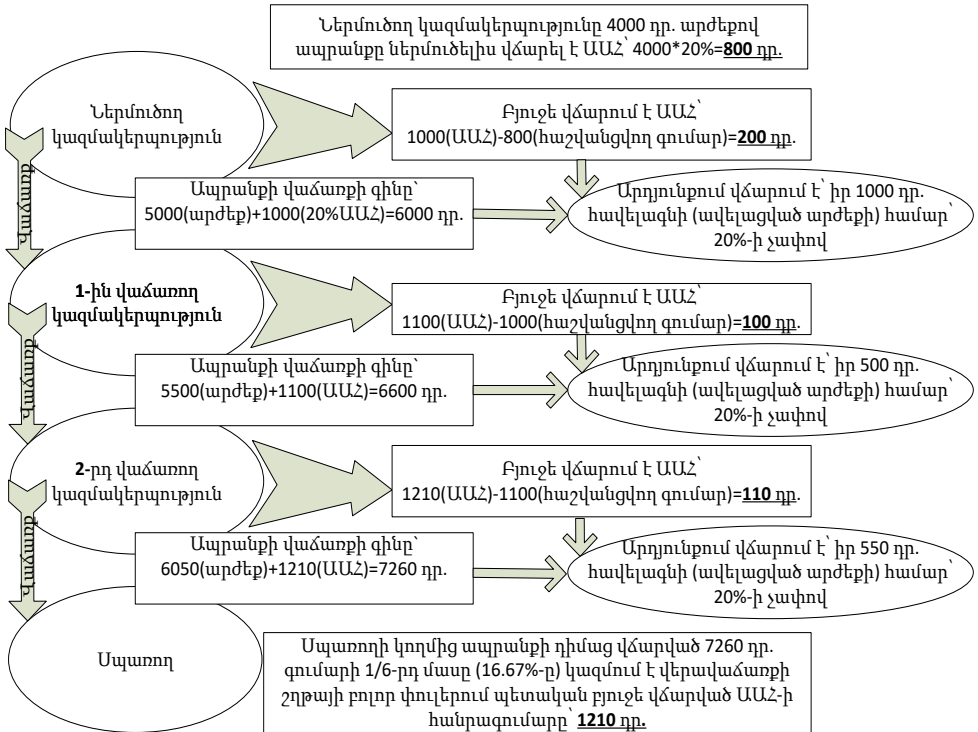 Ներմուծող կազմակերպությունը 4000 դր. արժեքով
ապրանքը ներմուծելիս վճարել է ԱԱՀ՝ 4000*20%=800 դր.
Ներմուծող
կազմակերպություն
Բյուջե վճարում է ԱԱՀ՝
1000(ԱԱՀ)-800(հաշվանցվող գումար)=200 դր.
վաճառք
Ապրանքի վաճառքի գինը՝
5000(արժեք)+1000(20%ԱԱՀ)=6000 դր.
Արդյունքում վճարում է՝ իր 1000 դր.
հավելագնի (ավելացված արժեքի) համար՝
20%-ի չափով
1-ին վաճառող
կազմակերպություն
Բյուջե վճարում է ԱԱՀ՝
1100(ԱԱՀ)-1000(հաշվանցվող գումար)=100 դր.
վաճառք
Ապրանքի վաճառքի գինը՝
5500(արժեք)+1100(ԱԱՀ)=6600 դր.
Արդյունքում վճարում է՝ իր 500 դր.
հավելագնի (ավելացված արժեքի) համար՝
20%-ի չափով
2-րդ վաճառող
կազմակերպություն
Բյուջե վճարում է ԱԱՀ՝
1210(ԱԱՀ)-1100(հաշվանցվող գումար)=110 դր.
վաճառք
Ապրանքի վաճառքի գինը՝
6050(արժեք)+1210(ԱԱՀ)=7260 դր.
Արդյունքում վճարում է՝ իր 550 դր.
հավելագնի (ավելացված արժեքի) համար՝
20%-ի չափով
Սպառող
Սպառողի կողմից ապրանքի դիմաց վճարված 7260 դր.
գումարի 1/6-րդ մասը (16.67%-ը) կազմում է վերավաճառքի
շղթայի բոլոր փուլերում պետական բյուջե վճարված ԱԱՀ-ի
հանրագումարը՝ 1210 դր.